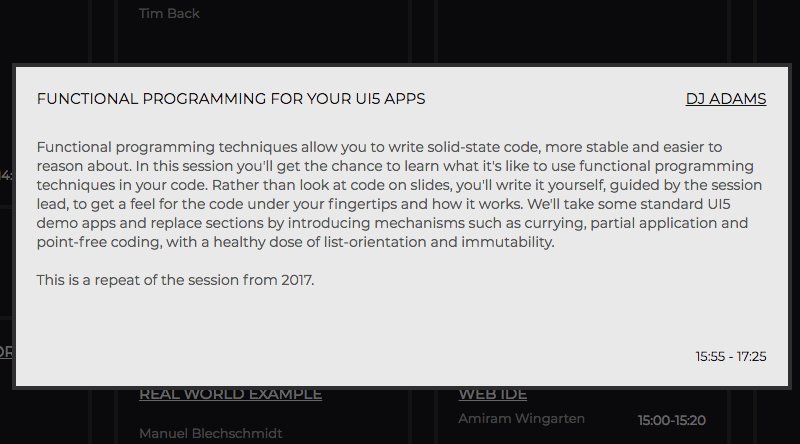 Tim Back
FUNCTIONAL PROGRAMMING FOR YOUR UI5 APPS
DJ ADAMS
Functional programming techniques allow you to write solid-state code, more stable and easier to
reason about. In this session you'll get the chance to learn what it's like to use functional programming
techniques in your code. Rather than look at code on slides, you'll write it yourself, guided by the session
lead, to get a feel for the code under your fingertips and how it works. We'll take some standard UI5
demo apps and replace sections by introducing mechanisms such as currying, partial application and
point-free coding, with a healthy dose of list-orientation and immutability.
This is a repeat of the session from 2017.
15:55 - 17:25
REAL WORLD EXAMPLE
WEB IDE
Manuel Blechschmidt
Amiram Wingarten
15:00-15:20